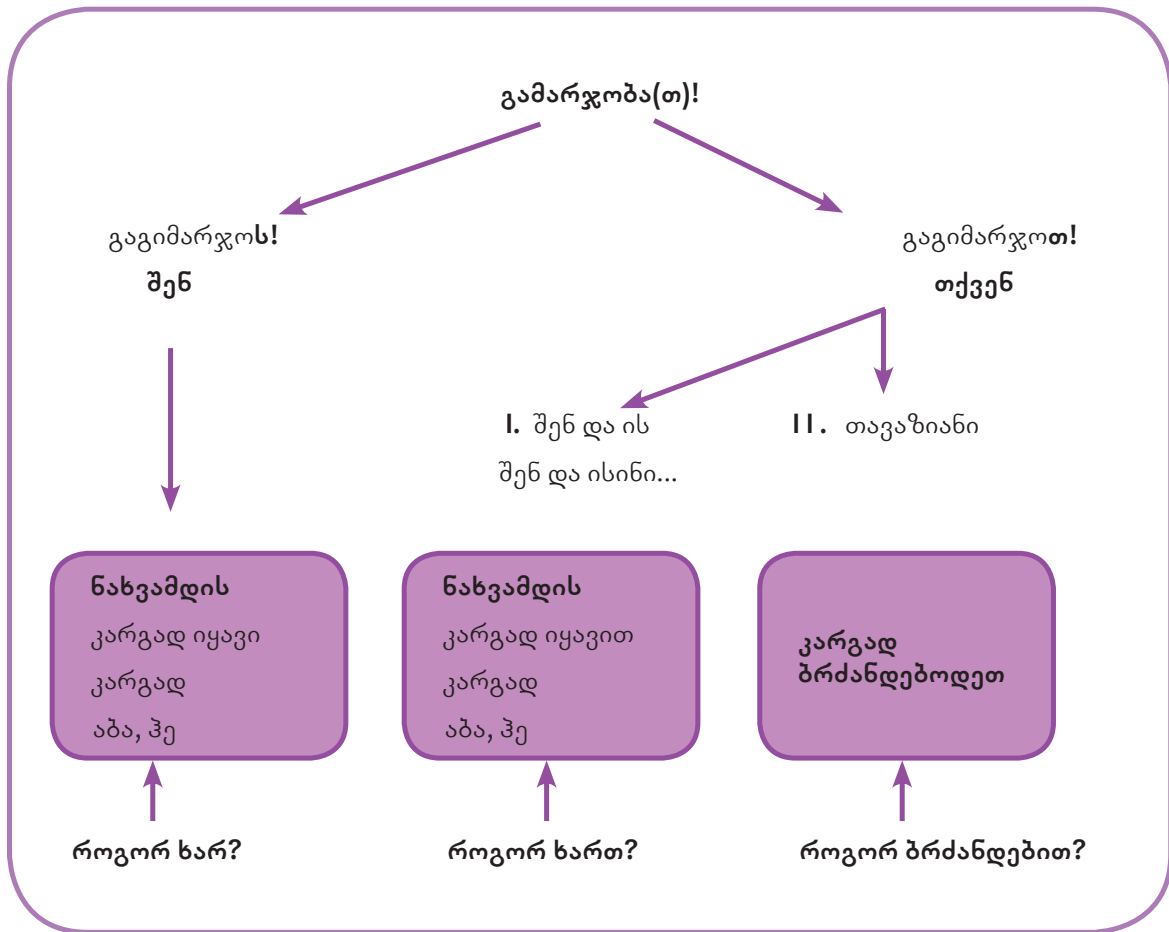 გამარჯობა(თ)!
გაგიმარჯოს!
შენ
გაგიმარჯოთ!
თქვენ
I. შენ და ის
შენ და ისინი...
II. თავაზიანი
ნახვამდის
კარგად იყავი
კარგად
აბა, ჰე
ნახვამდის
კარგად იყავით
კარგად
აბა, ჰე
კარგად
ბრძანდებოდეთ
როგორ ხარ?
როგორ ხართ?
როგორ ბრძანდებით?